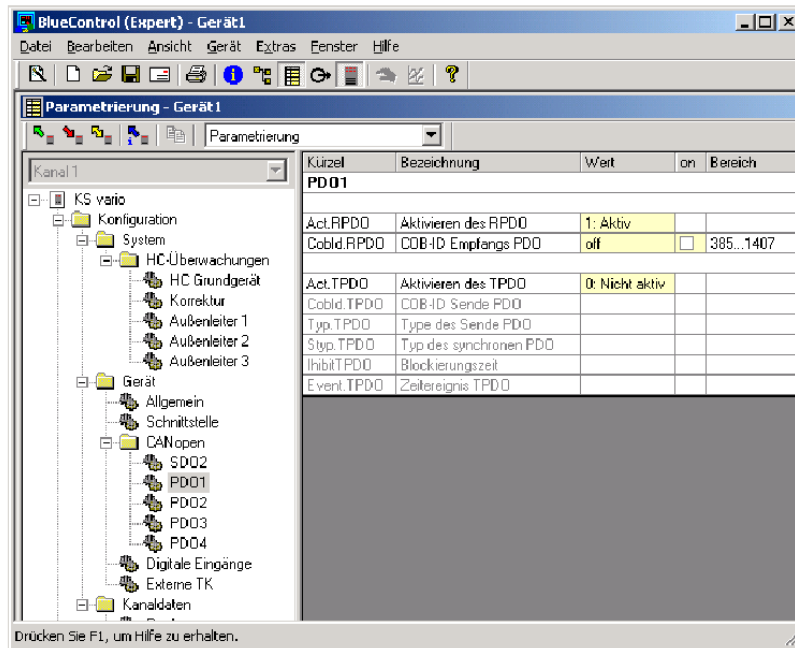 BlueControl (Expert) - Gerät1
Datei Bearbeiten Ansicht Gerät Extras Fenster Hilfe
Parametrierung - Gerät1
Parametrierung
Kanal 1
KS vario
Konfiguration
System
HC-Überwachungen
HC Grundgerät
Korrektur
Außenleiter 1
Außenleiter 2
Außenleiter 3
Gerät
Allgemein
Schnittstelle
CANopen
SDO2
PDO1
PDO2
PDO3
PDO4
Digitale Eingänge
Externe TK
Kanaldaten
Kürzel Bezeichnung Wert on Bereich
PDO1
Act.RPDO Aktivieren des RPDO 1: Aktiv
CobId.RPDO COB-ID Empfangs PDO off 385...1407
Act.TPDO Aktivieren des TPDO 0: Nicht aktiv
CobId.TPDO COB-ID Sende PDO
Typ.TPDO Type des Sende PDO
Styp.TPDO Typ des synchronen PDO
IhibitTPDO Blockierungszeit
Event.TPDO Zeitereignis TPDO
Drücken Sie F1, um Hilfe zu erhalten.